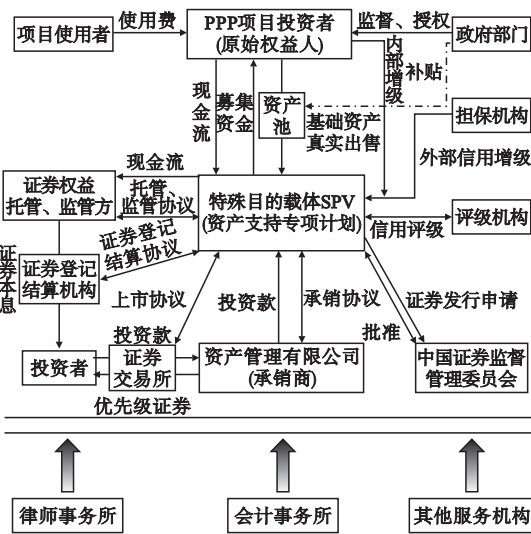 项目使用者
使用费
PPP项目投资者
(原始权益人)
监督、授权
政府部门
内部增级
补贴
现金流
募集
资金
资产
池
基础资产
真实出售
担保机构
外部信用增级
现金流
证券权益
托管、监管方
托管、
监管协议
特殊目的载体SPV
(资产支持专项计划)
信用评级
评级机构
证券本息
证券登记
结算机构
证券登记
结算协议
上市协议
投资款
承销协议
证券发行申请
批准
投资者
投资款
证券
交易所
优先级证券
资产管理有限公司
(承销商)
中国证券监督
管理委员会
律师事务所
会计事务所
其他服务机构